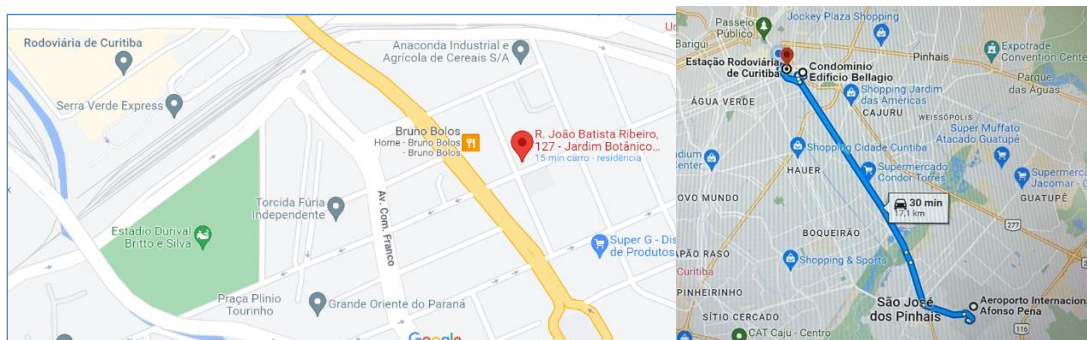 Rodoviária de Curitiba
Serra Verde Express
Anaconda Industrial e
Agrícola de Cereais S/A
Bruno Bolos
Home - Bruno Bolos
- Bruno Bolos
R. João Batista Ribeiro,
127 - Jardim Botânico...
15 min carro - residência
Av. Com. Franco
Torcida Fúria
Independente
Estádio Durival
Britto e Silva
Super G - Dis
de Produtos
Praça Plinio
Tourinho
Grande Oriente do Paraná
Google
Passeio
Público
Jockey Plaza Shopping
Barigui
Pinhais
Expotrade
Convention Center
Estação Rodoviária
de Curitiba
Condomínio
Edifício Bellagio
Parque
das Águas
ÁGUA VERDE
Shopping Jardim
das Américas
CAJURU
WEISSÓPOLIS
Super Muffato
Atacado Guatupê
Shopping Cidade Curitiba
HAUER
Supermercado
Condor Torres
Supermerca
Jacomar -
GUATUPÊ
OVO MUNDO
30 min
17,1 km
277
BOQUEIRÃO
APÃO RASO
Shopping & Sports
Curitiba
PINHEIRINHO
São José
dos Pinhais
Aeroporto Internacion
Afonso Pena
SÍTIO CERCADO
CAT Caju - Centro
116